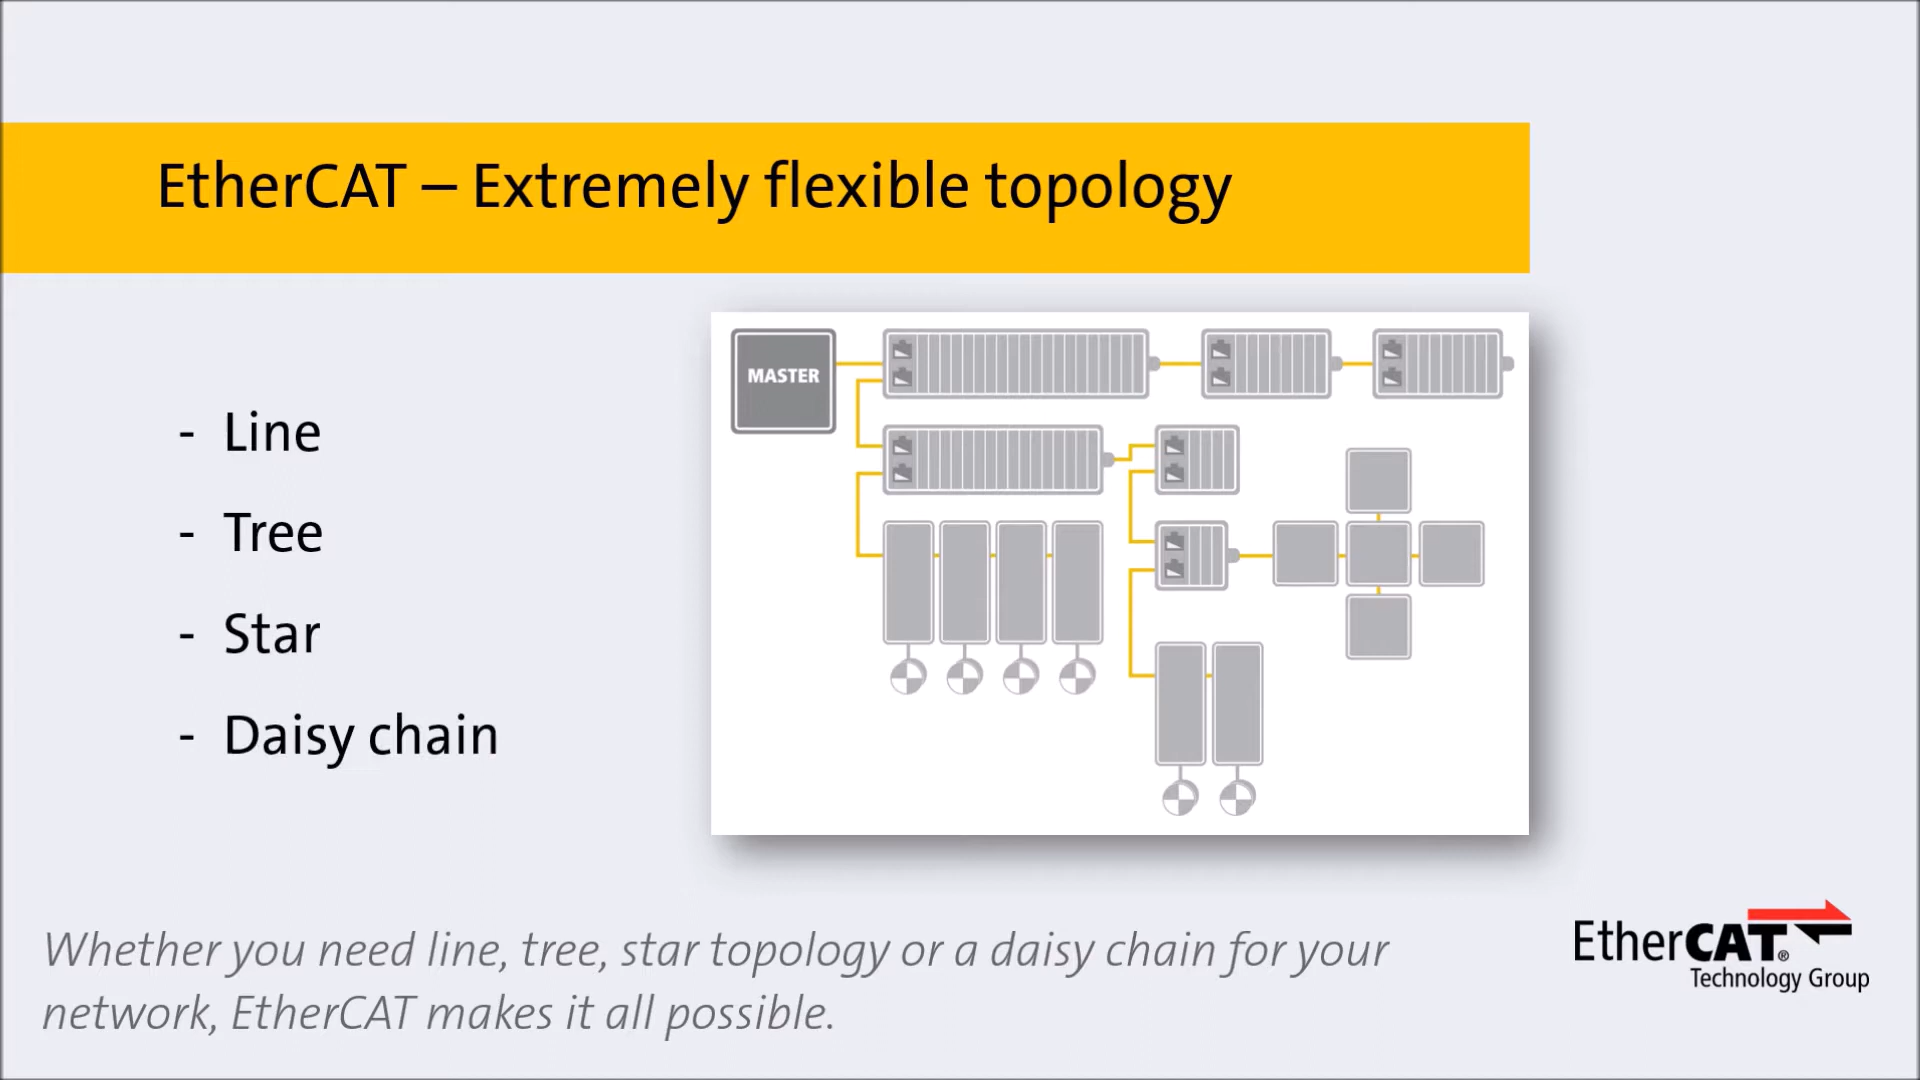 EtherCAT – Extremely flexible topology
MASTER
- Line
- Tree
- Star
- Daisy chain
Whether you need line, tree, star topology or a daisy chain for your
network, EtherCAT makes it all possible.
EtherCAT®
Technology Group